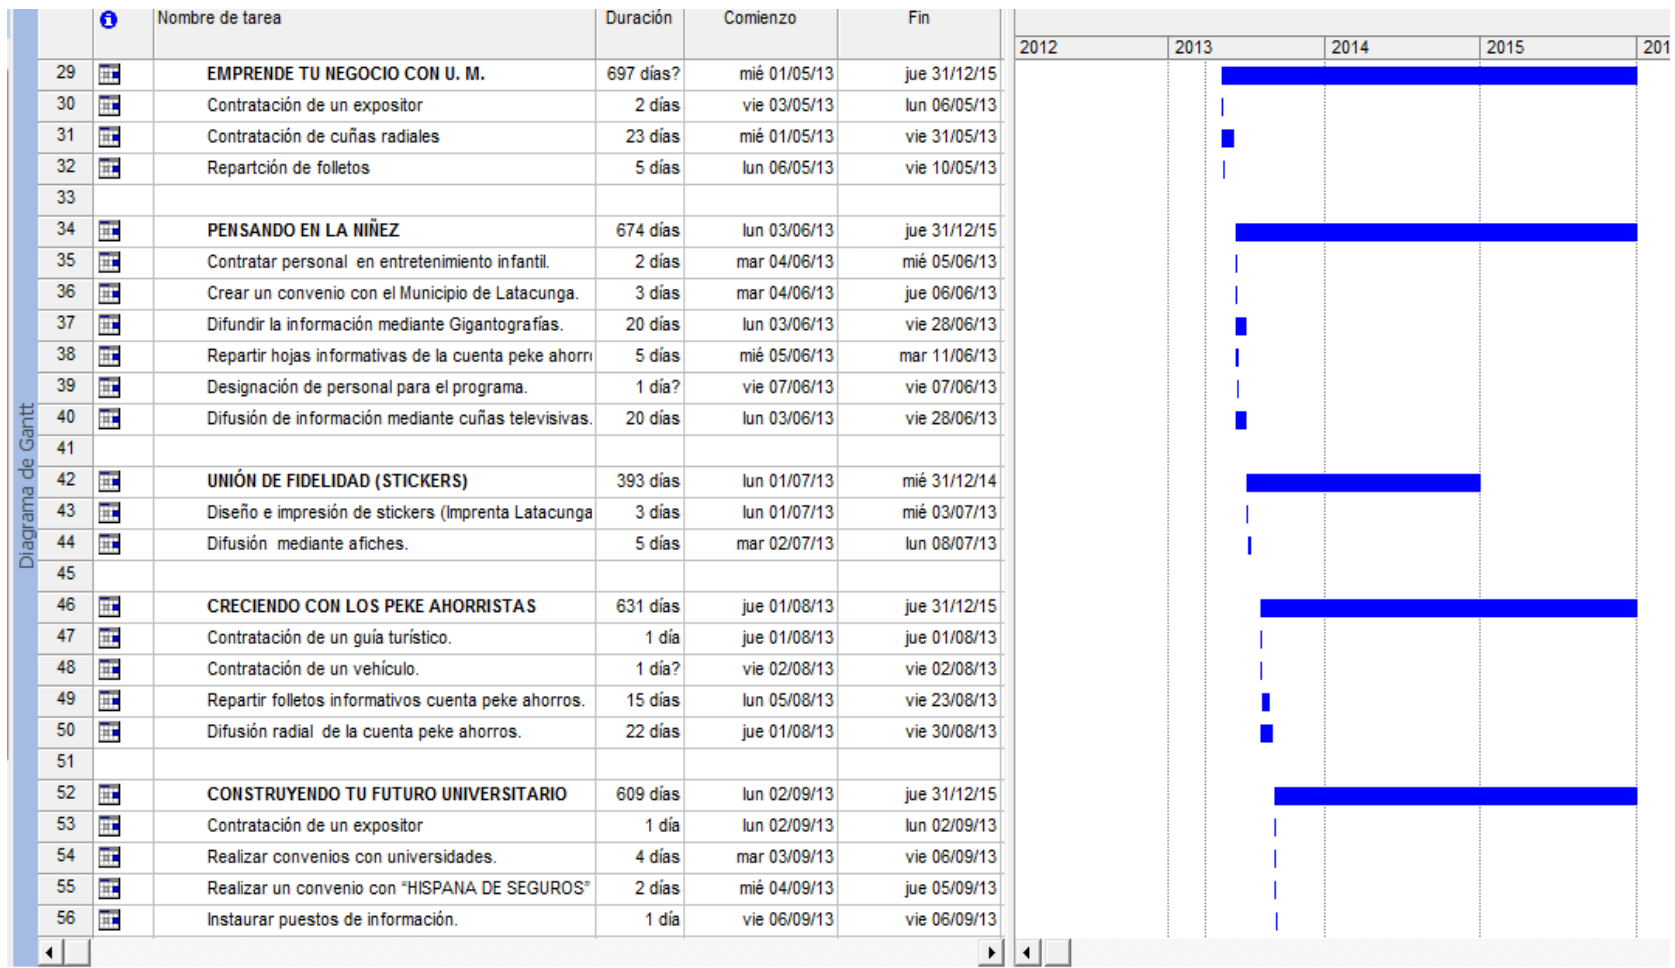 Nombre de tarea Duración Comienzo Fin
2012 2013 2014 2015 201
29 EMPRENDE TU NEGOCIO CON U. M. 697 días? mié 01/05/13 jue 31/12/15
30 Contratación de un expositor 2 días vie 03/05/13 lun 06/05/13
31 Contratación de cuñas radiales 23 días mié 01/05/13 vie 31/05/13
32 Repartción de folletos 5 días lun 06/05/13 vie 10/05/13
33
34 PENSANDO EN LA NIÑEZ 674 días lun 03/06/13 jue 31/12/15
35 Contratar personal en entretenimiento infantil. 2 días mar 04/06/13 mié 05/06/13
36 Crear un convenio con el Municipio de Latacunga. 3 días mar 04/06/13 jue 06/06/13
37 Difundir la información mediante Gigantografías. 20 días lun 03/06/13 vie 28/06/13
38 Repartir hojas informativas de la cuenta peke ahorr 5 días mié 05/06/13 mar 11/06/13
39 Designación de personal para el programa. 1 día? vie 07/06/13 vie 07/06/13
40 Difusión de información mediante cuñas televisivas. 20 días lun 03/06/13 vie 28/06/13
41
42 UNIÓN DE FIDELIDAD (STICKERS) 393 días lun 01/07/13 mié 31/12/14
43 Diseño e impresión de stickers (Imprenta Latacunga 3 días lun 01/07/13 mié 03/07/13
44 Difusión mediante afiches. 5 días mar 02/07/13 lun 08/07/13
45
46 CRECIENDO CON LOS PEKE AHORRISTAS 631 días jue 01/08/13 jue 31/12/15
47 Contratación de un guía turístico. 1 día jue 01/08/13 jue 01/08/13
48 Contratación de un vehículo. 1 día? vie 02/08/13 vie 02/08/13
49 Repartir folletos informativos cuenta peke ahorros. 15 días lun 05/08/13 vie 23/08/13
50 Difusión radial de la cuenta peke ahorros. 22 días jue 01/08/13 vie 30/08/13
51
52 CONSTRUYENDO TU FUTURO UNIVERSITARIO 609 días lun 02/09/13 jue 31/12/15
53 Contratación de un expositor 1 día lun 02/09/13 lun 02/09/13
54 Realizar convenios con universidades. 4 días mar 03/09/13 vie 06/09/13
55 Realizar un convenio con “HISPANA DE SEGUROS” 2 días mié 04/09/13 jue 05/09/13
56 Instaurar puestos de información. 1 día vie 06/09/13 vie 06/09/13
Diagrama de Gantt